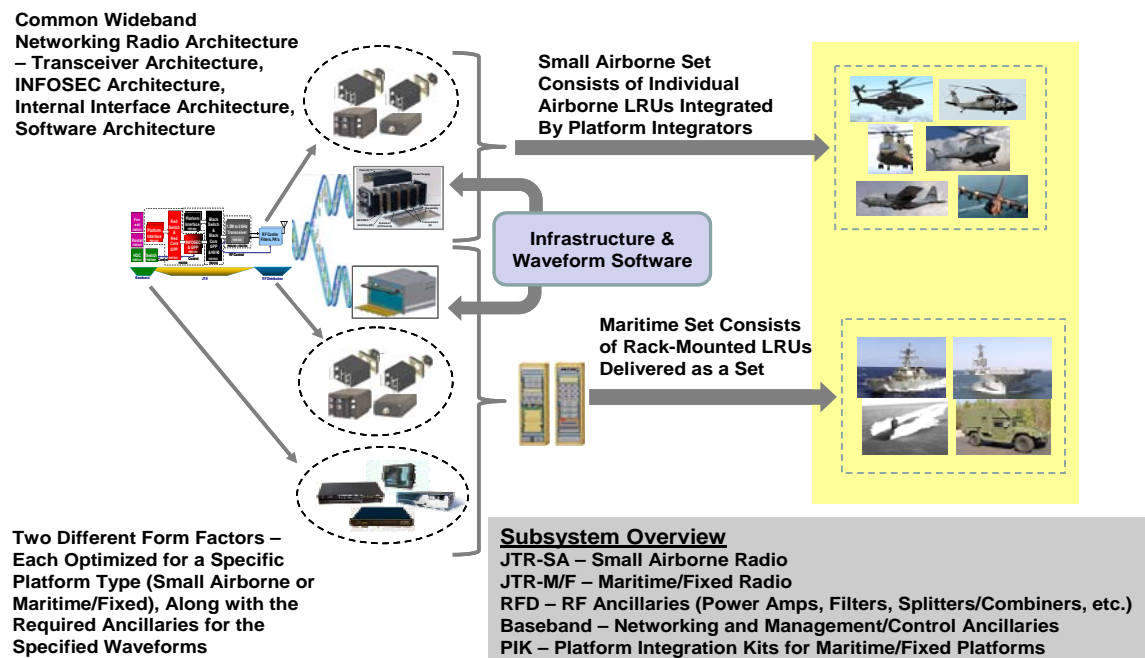 Common Wideband
Networking Radio Architecture
– Transceiver Architecture,
INFOSEC Architecture,
Internal Interface Architecture,
Software Architecture
Small Airborne Set
Consists of Individual
Airborne LRUs Integrated
By Platform Integrators
Infrastructure &
Waveform Software
Maritime Set Consists
of Rack-Mounted LRUs
Delivered as a Set
Two Different Form Factors –
Each Optimized for a Specific
Platform Type (Small Airborne or
Maritime/Fixed), Along with the
Required Ancillaries for the
Specified Waveforms
Subsystem Overview
JTR-SA – Small Airborne Radio
JTR-M/F – Maritime/Fixed Radio
RFD – RF Ancillaries (Power Amps, Filters, Splitters/Combiners, etc.)
Baseband – Networking and Management/Control Ancillaries
PIK – Platform Integration Kits for Maritime/Fixed Platforms